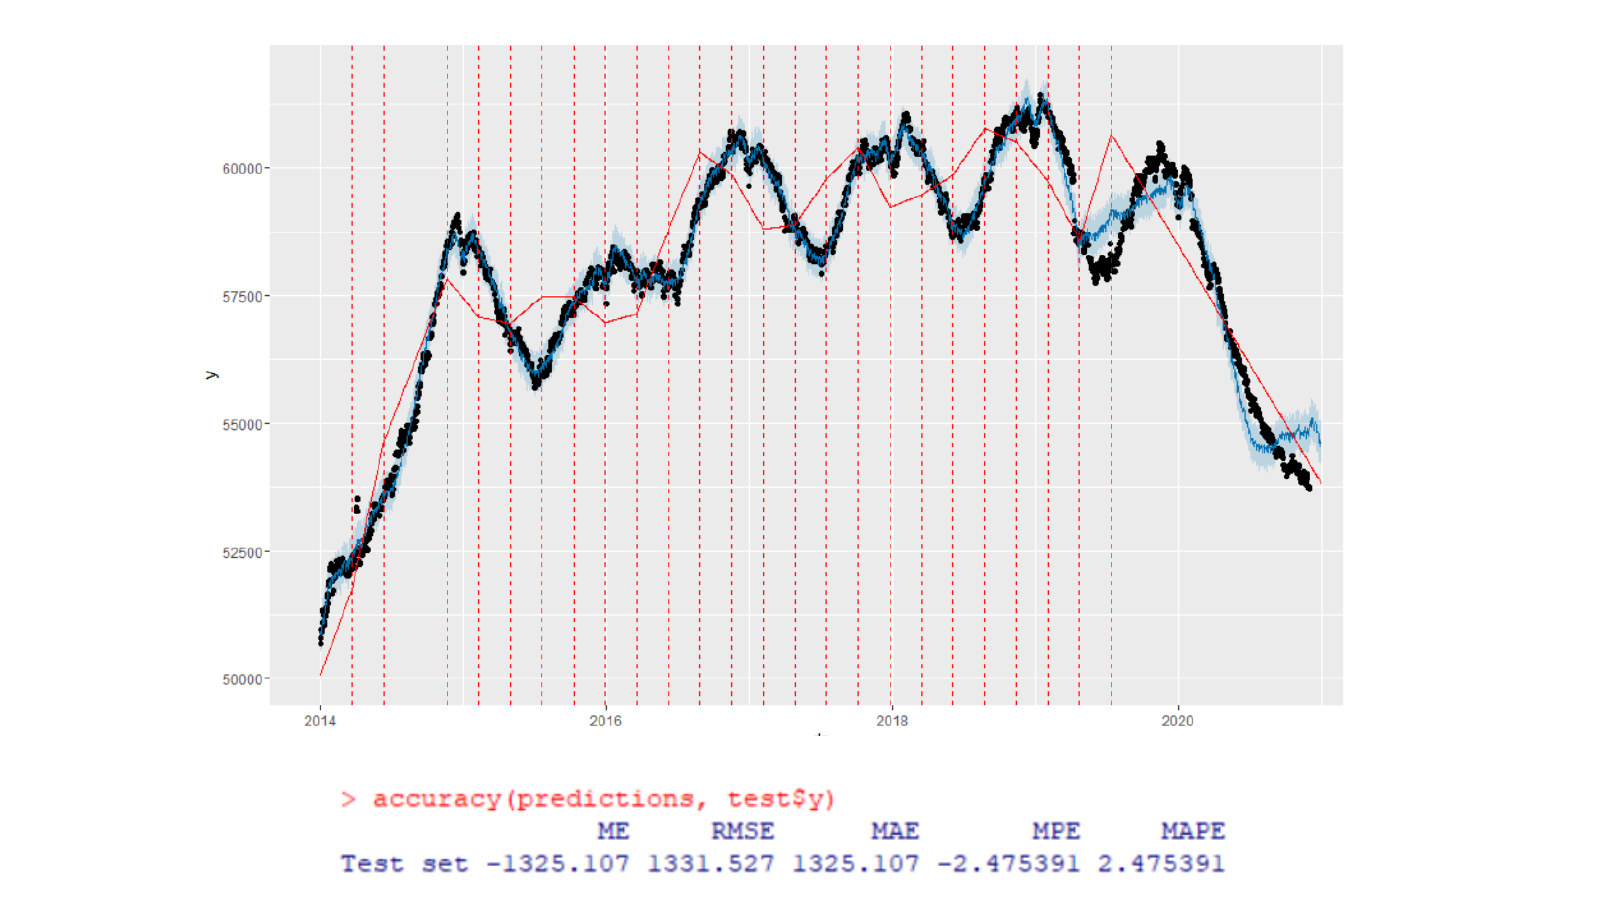 60000
57500
55000
52500
50000
y
2014 2016 2018 2020
> accuracy(predictions, test$y)
ME RMSE MAE MPE MAPE
Test set -1325.107 1331.527 1325.107 -2.475391 2.475391